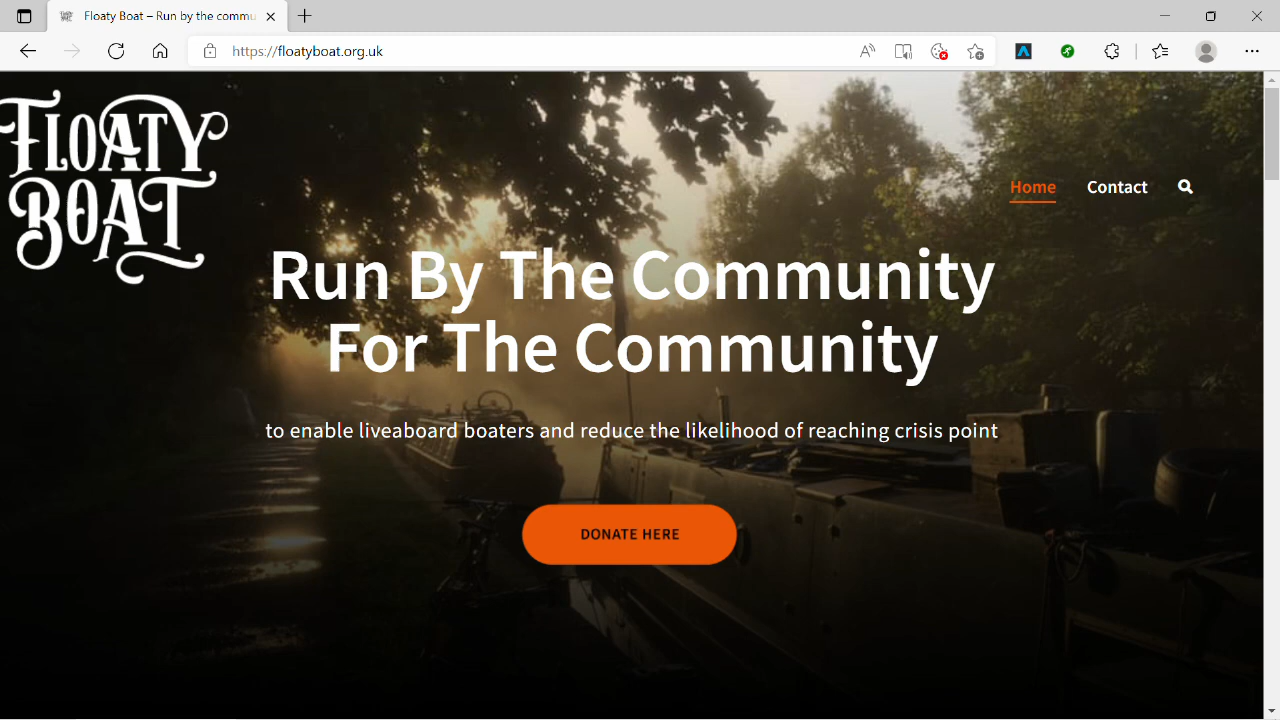 Floaty Boat – Run by the commu
https://floatyboat.org.uk
FLOATY
BOAT
Home Contact
Run By The Community
For The Community
to enable liveaboard boaters and reduce the likelihood of reaching crisis point
DONATE HERE